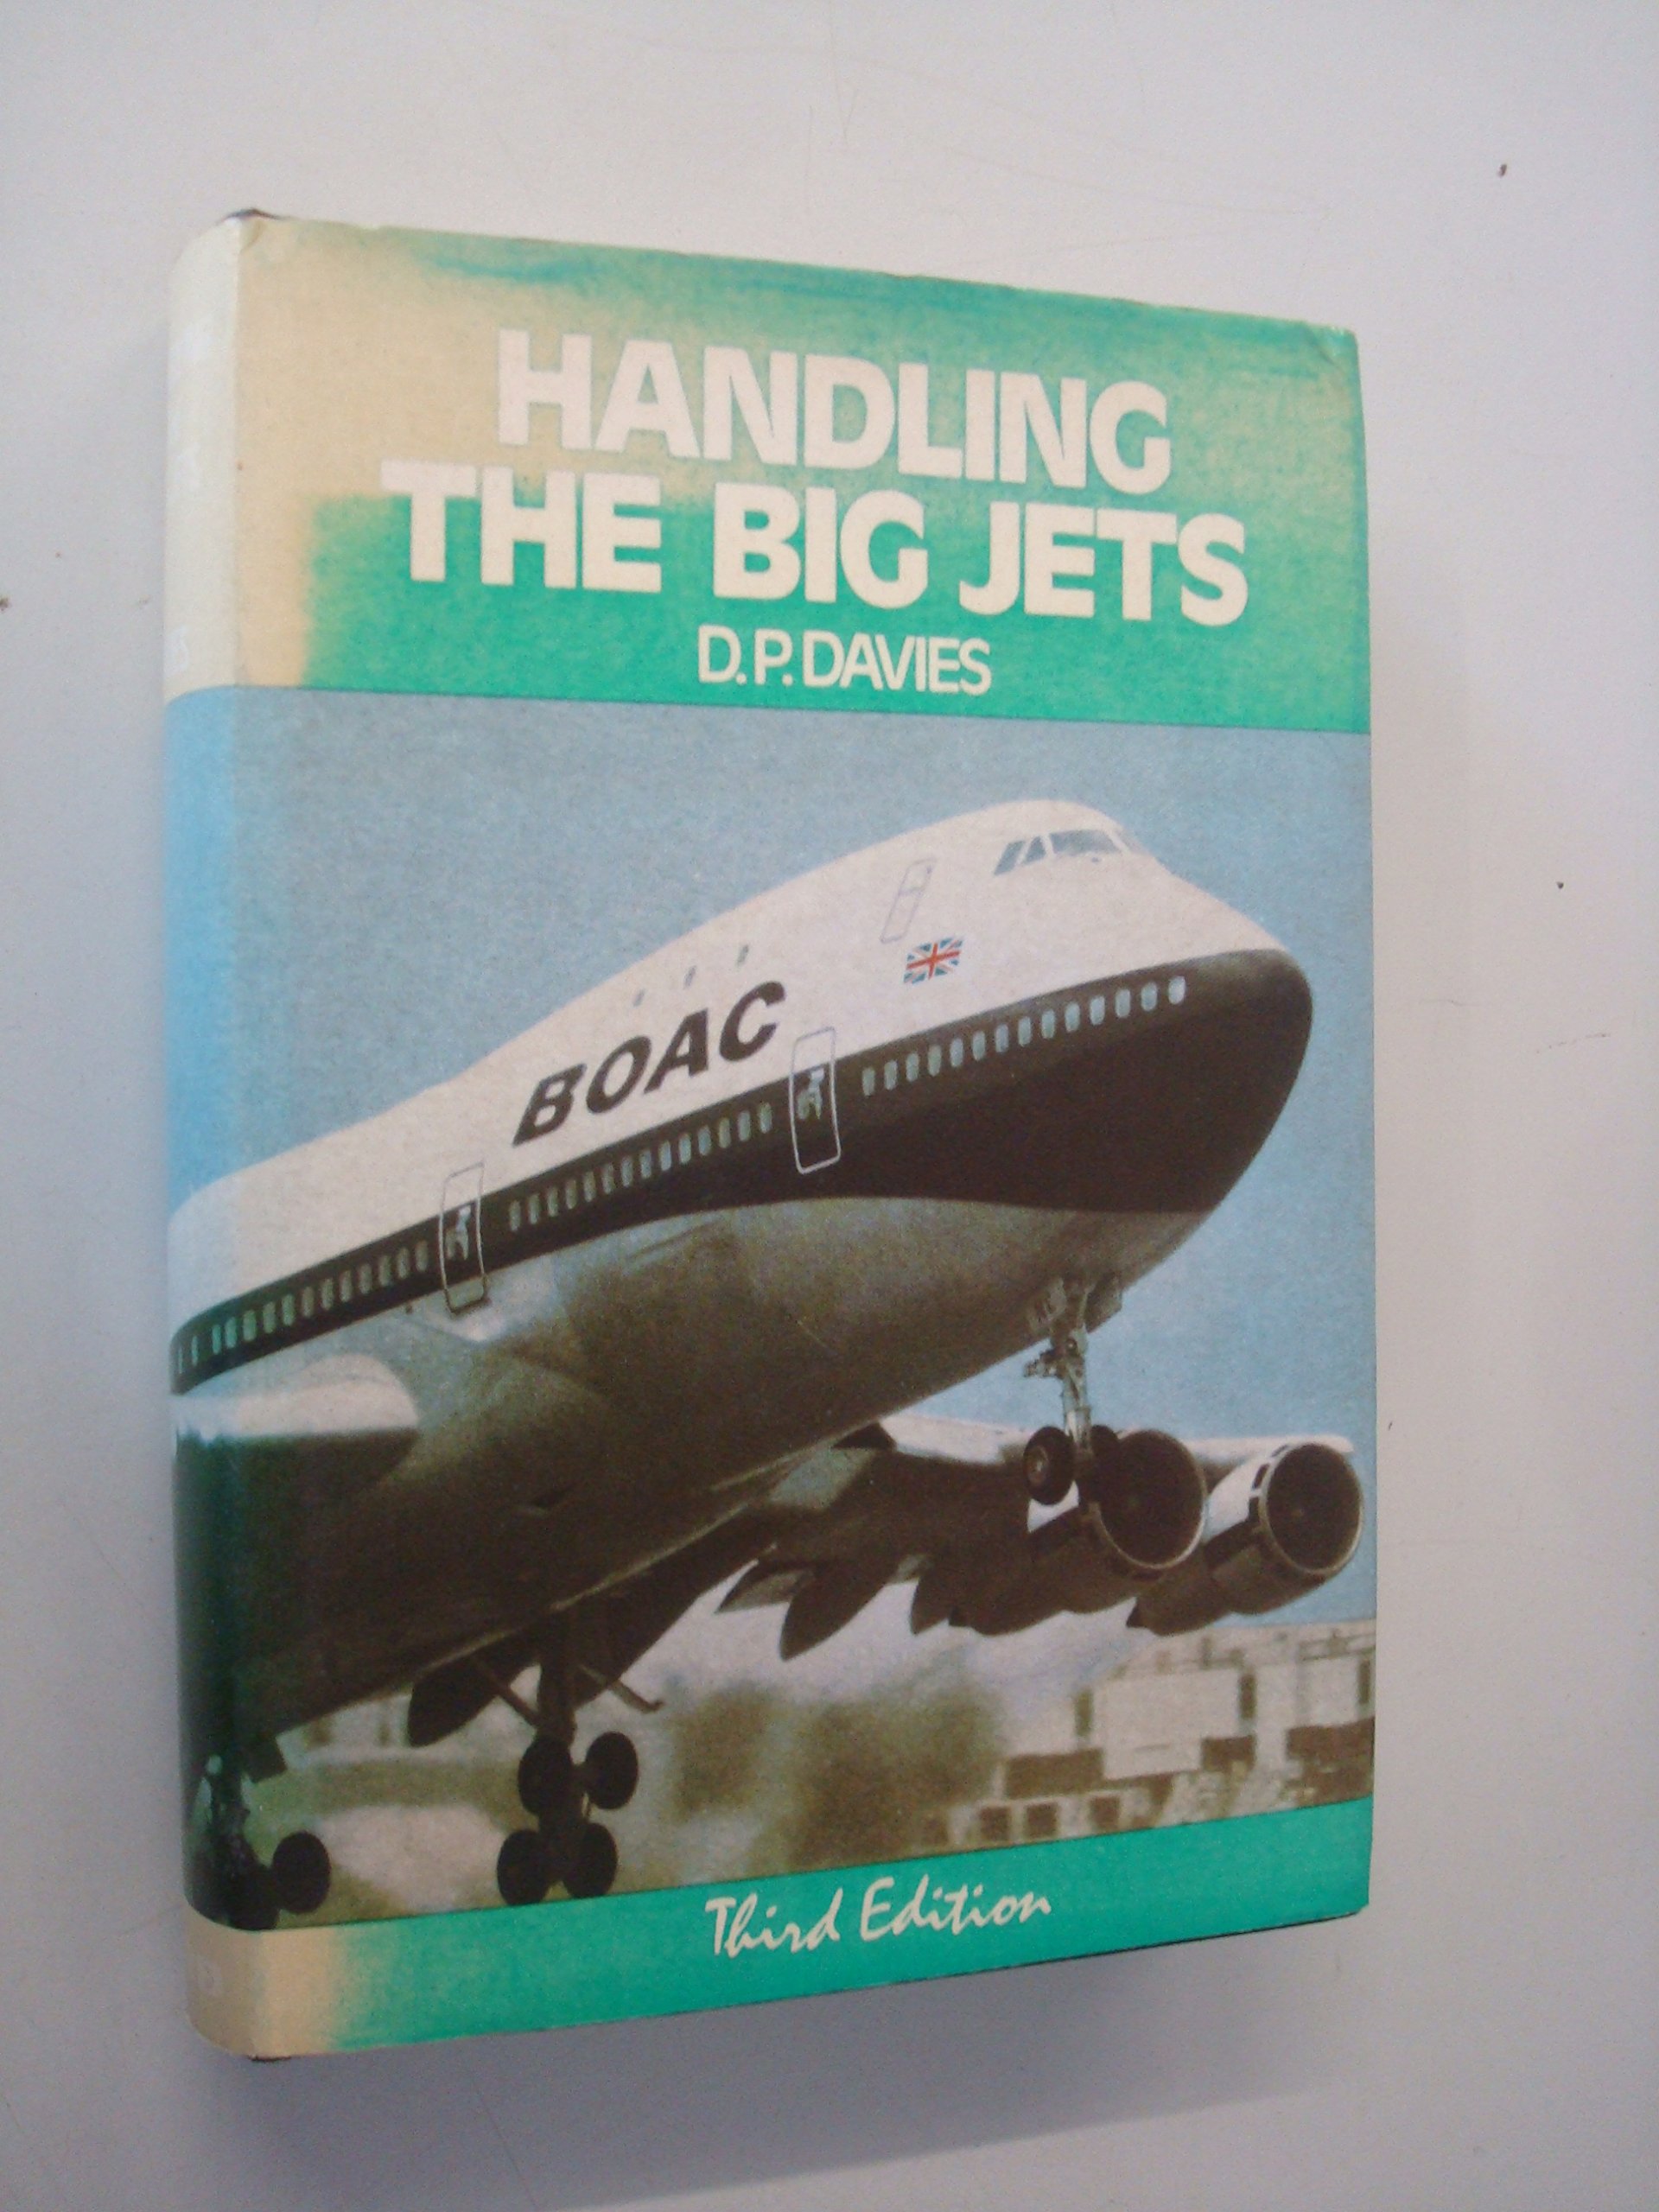 HANDLING
THE BIG JETS
D.P. DAVIES
BOAC
Third Edition